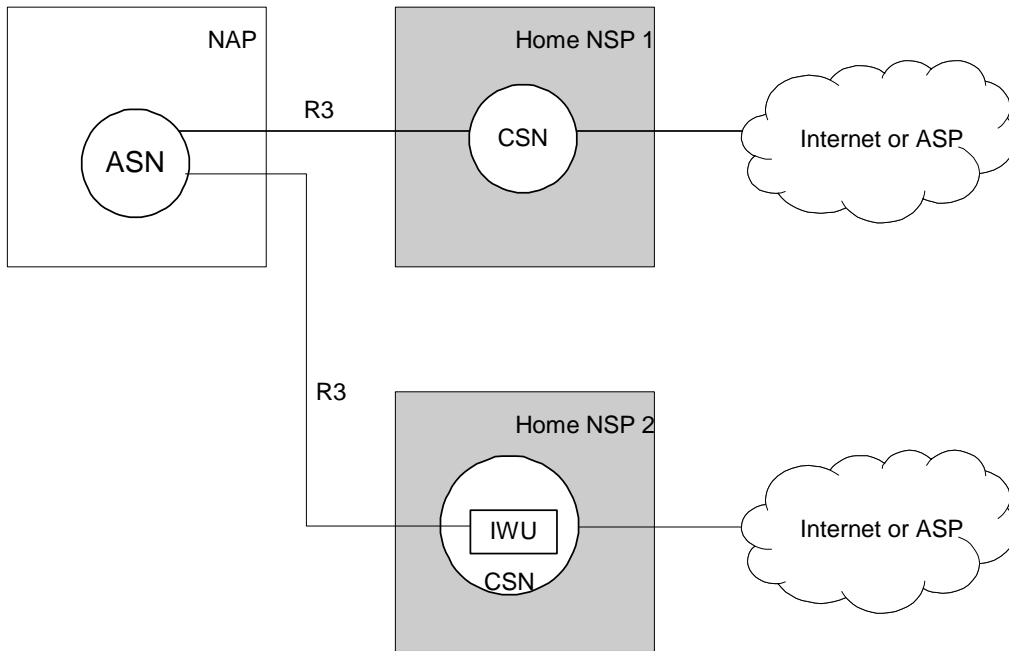 NAP
Home NSP 1
R3
CSN
Internet or ASP
ASN
R3
Home NSP 2
IWU
CSN
Internet or ASP